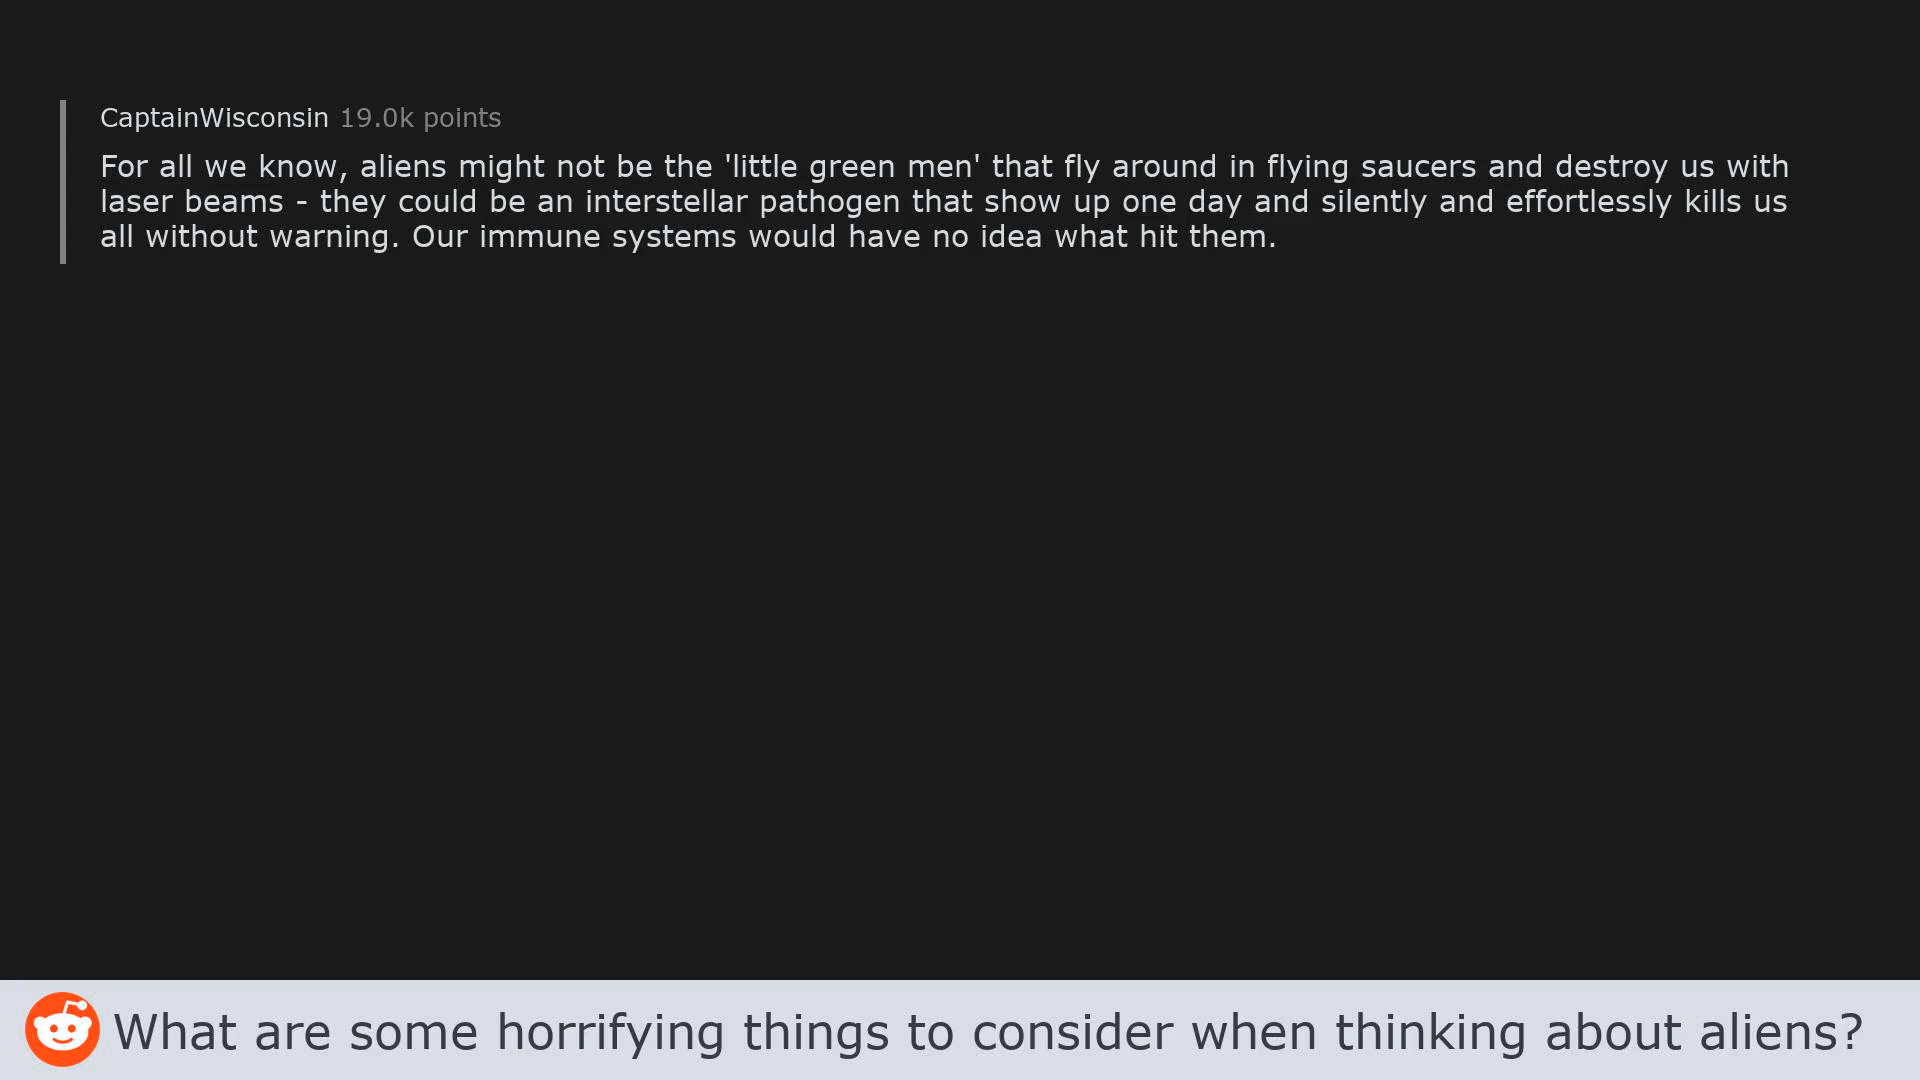 CaptainWisconsin 19.0k points
For all we know, aliens might not be the 'little green men' that fly around in flying saucers and destroy us with
laser beams - they could be an interstellar pathogen that show up one day and silently and effortlessly kills us
all without warning. Our immune systems would have no idea what hit them.
What are some horrifying things to consider when thinking about aliens?